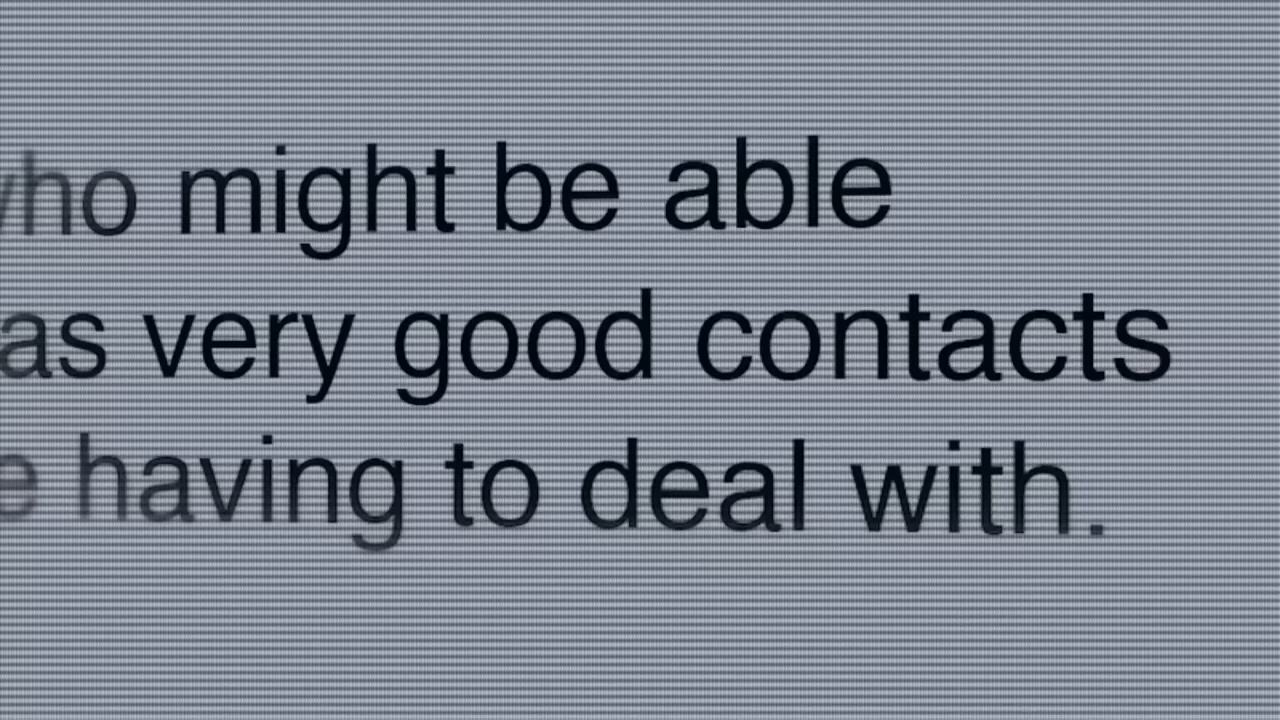 who might be able
as very good contacts
e having to deal with.